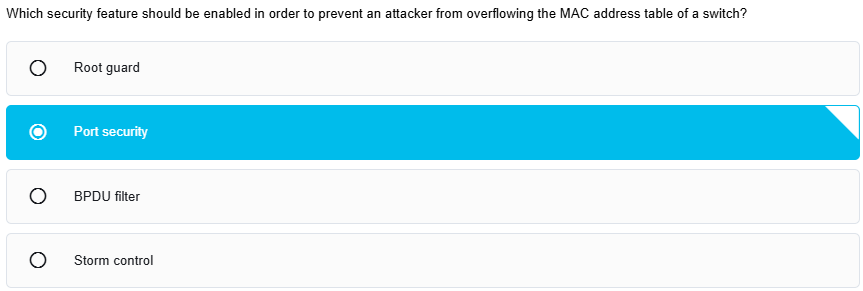 Which security feature should be enabled in order to prevent an attacker from overflowing the MAC address table of a switch?
Root guard
Port security
BPDU filter
Storm control